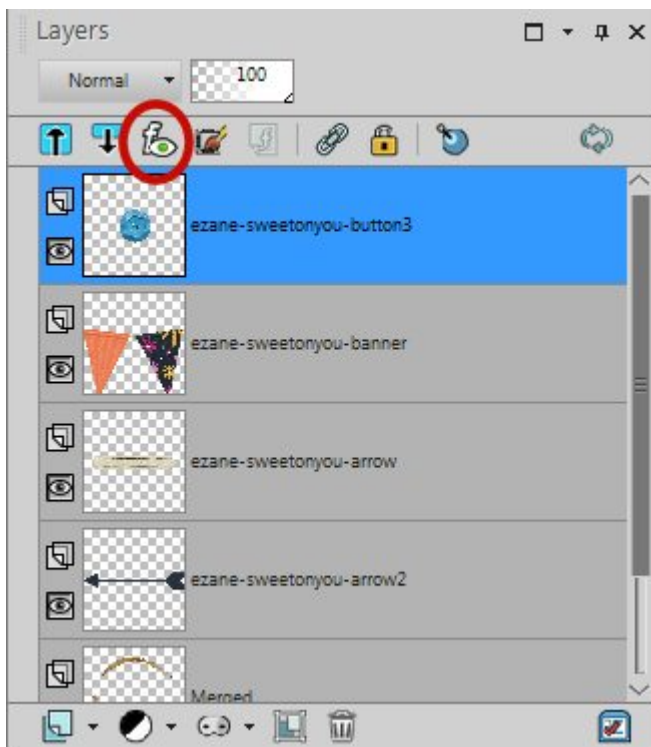 Layers
Normal
100
ezane-sweetonyou-button3
ezane-sweetonyou-banner
ezane-sweetonyou-arrow
ezane-sweetonyou-arrow2
Merged